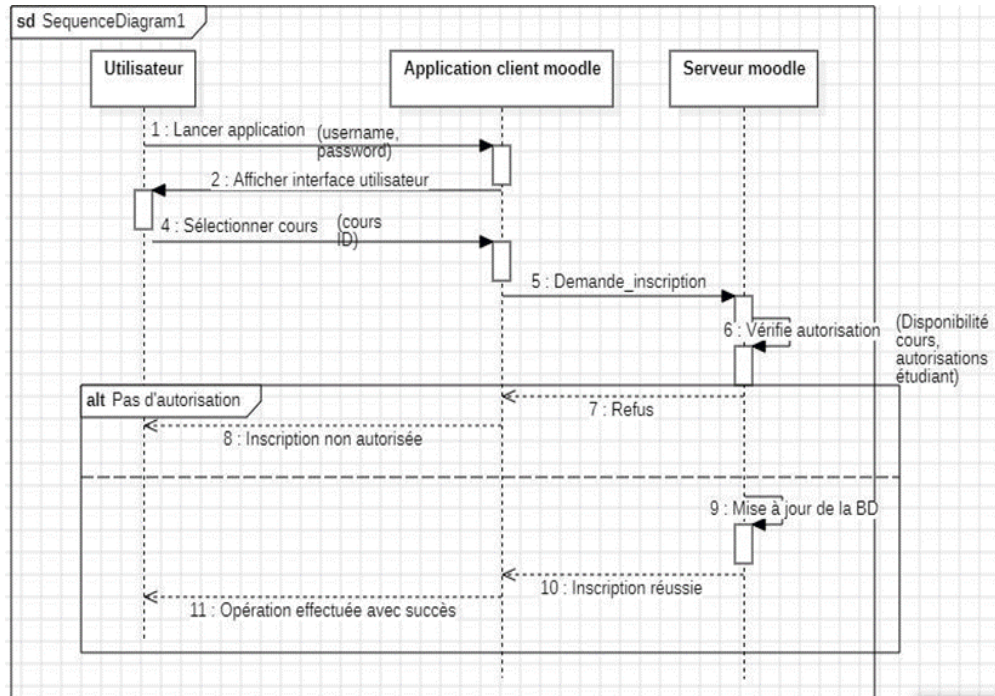 sd SequenceDiagram1
Utilisateur
Application client moodle
Serveur moodle
1 : Lancer application
(username,
password)
2 : Afficher interface utilisateur
4 : Sélectionner cours
(cours
ID)
5 : Demande_inscription
6 : Vérifie autorisation
(Disponibilité
cours,
autorisations
étudiant)
alt Pas d'autorisation
7 : Refus
8 : Inscription non autorisée
9 : Mise à jour de la BD
10 : Inscription réussie
11 : Opération effectuée avec succès